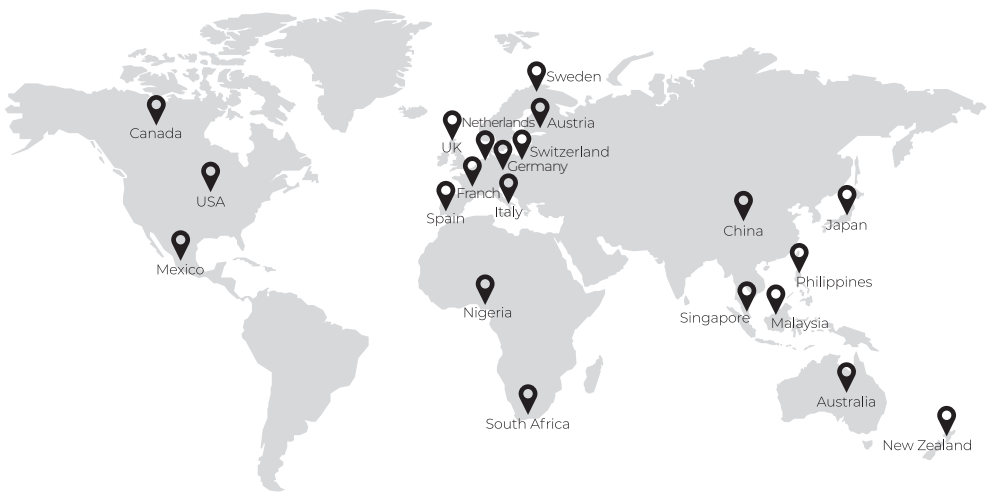 Sweden
Canada
Netherlands
Austria
UK
Switzerland
Germany
USA
Franch
Italy
Spain
Japan
China
Mexico
Philippines
Nigeria
Singapore
Malaysia
Australia
South Africa
New Zealand